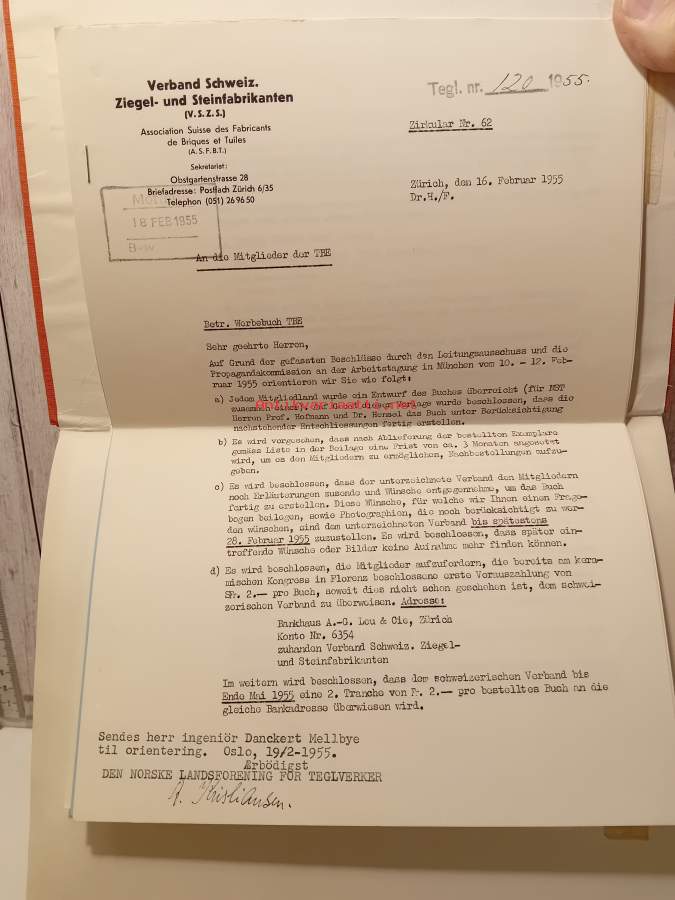 Verband Schweiz.
Ziegel- und Steinfabrikanten
(V. S. Z. S.)
Association Suisse des Fabricants
de Briques et Tuiles
(A. S. F. B. T.)
Sekretariat:
Obstgartenstrasse 28
Briefadresse: Postfach Zürich 6/35
Telephon (051) 26 96 50
18 FEB 1955
Tegl. nr. 120 1955.
Zirkular Nr. 62
Zürich, den 16. Februar 1955
Dr.H./F.
An die Mitglieder der TBE
Betr. Werbebuch TBE
Sehr geehrte Herren,
Auf Grund der gefassten Beschlüsse durch den Leitungsausschuss und die
Propagandakommission an der Arbeitstagung in München vom 10. - 12. Feb-
ruar 1955 orientieren wir Sie wie folgt:
a) Jedem Mitgliedland wurde ein Entwurf des Buches überreicht (für
dieser Vorlage wurde beschlossen, dass die
Herren Prof. Hofmann und Dr. Hensel das Buch unter Berücksichtigung
nachstehender Entschliessungen fertig erstellen.
b) Es wird vorgesehen, dass nach Ablieferung der bestellten Exemplare
gemäss Liste in der Beilage eine Frist von ca. 3 Monaten angesetzt
wird, um es den Mitgliedern zu ermöglichen, Nachbestellungen aufzu-
geben.
c) Es wird beschlossen, dass der unterzeichnete Verband den Mitgliedern
noch Erläuterungen zusende und Wünsche entgegennehme, um das Buch
fertig zu erstellen. Diese Wünsche, für welche wir Ihnen einen Frage-
bogen beilegen, sowie Photographien, die noch berücksichtigt zu wer-
den wünschen, sind dem unterzeichneten Verband bis spätestens
28. Februar 1955 zuzustellen. Es wird beschlossen, dass später ein-
treffende Wünsche oder Bilder keine Aufnahme mehr finden können.
d) Es wird beschlossen, die Mitglieder aufzufordern, die bereits am kera-
mischen Kongress in Florenz beschlossene erste Vorauszahlung von
SFr. 2.— pro Buch, soweit dies nicht schon geschehen ist, dem schwei-
zerischen Verband zu überweisen. Adresse:
Bankhaus A.-G. Leu & Cie, Zürich
Konto Nr. 6354
zuhanden Verband Schweiz. Ziegel-
und Steinfabrikanten
Im weitern wird beschlossen, dass dem schweizerischen Verband bis
Ende Mai 1955 eine 2. Tranche von Fr. 2.— pro bestelltes Buch an die
gleiche Bankadresse überwiesen wird.
Sendes herr ingeniör Danckert Mellbye
til orientering. Oslo, 19/2-1955.
Ærbödigst
DEN NORSKE LANDSFORENING FOR TEGLVERKER
A. Kristiansen.